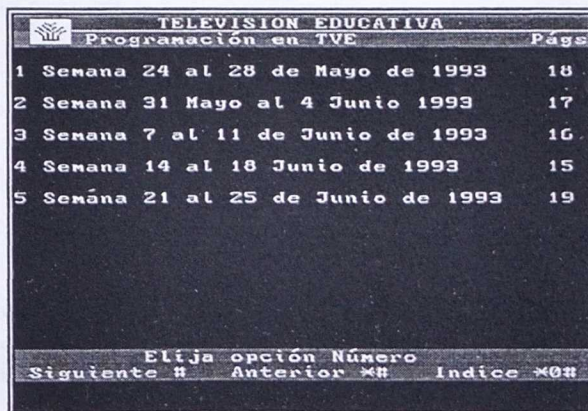 TELEVISION EDUCATIVA
Programación en TVE Págs
1 Semana 24 al 28 de Mayo de 1993 18
2 Semana 31 Mayo al 4 Junio 1993 17
3 Semana 7 al 11 de Junio de 1993 16
4 Semana 14 al 18 Junio de 1993 15
5 Semána 21 al 25 de Junio de 1993 19
Elija opción Número
Siguiente # Anterior *# Indice *0#